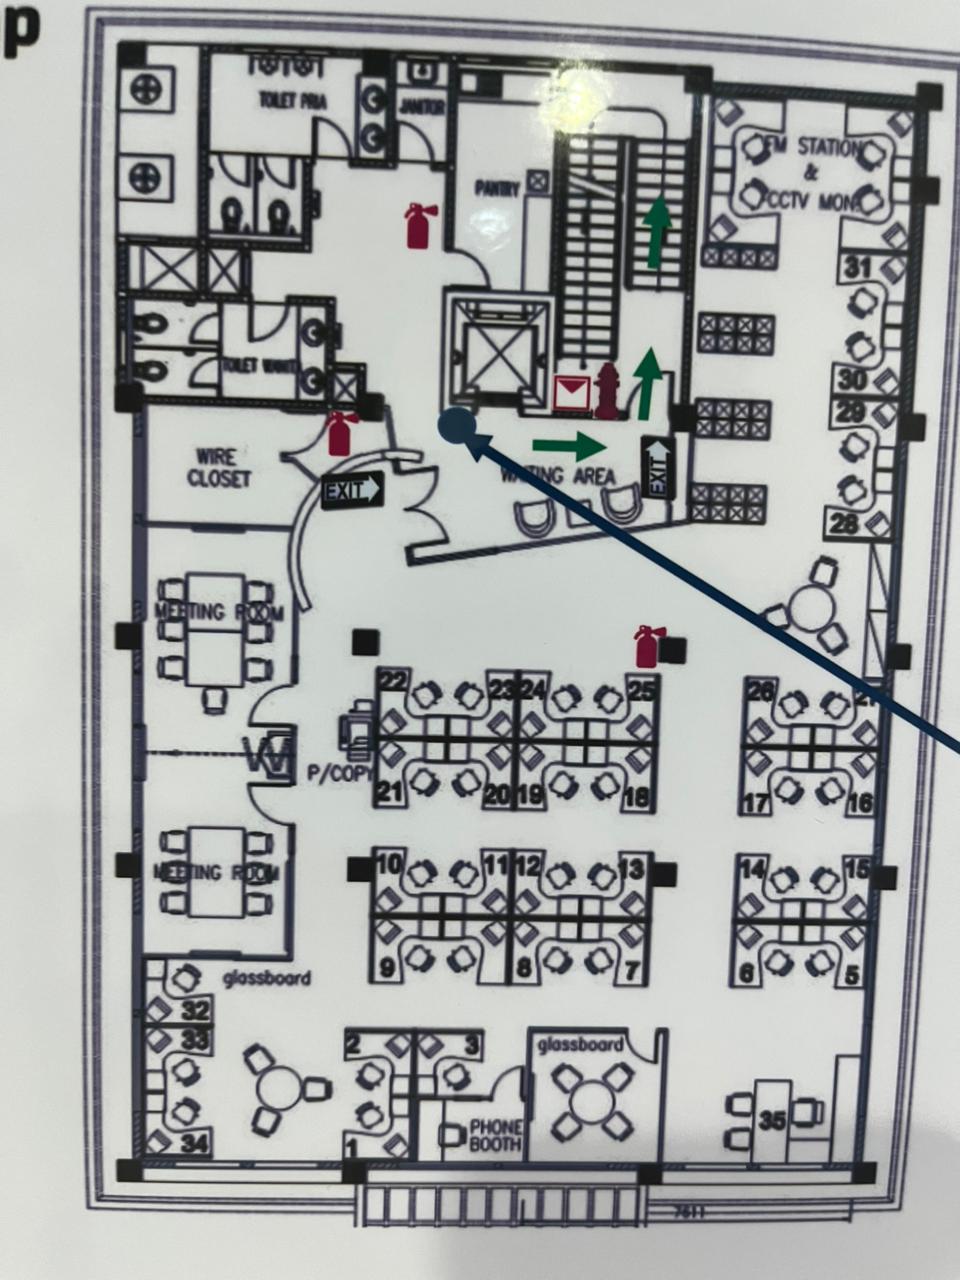 p
TOILET PRIA
JANITOR
PANTRY
FM STATION
&
CCTV MON.
31
30
29
28
TOILET WANITA
WIRE
CLOSET
EXIT
WAITING AREA
EXIT
MEETING ROOM
22
23
24
25
26
27
P/COPY
21
20
19
18
17
16
MEETING ROOM
10
11
12
13
14
15
9
8
7
6
5
glassboard
32
33
34
2
3
1
PHONE
BOOTH
glassboard
35
7611